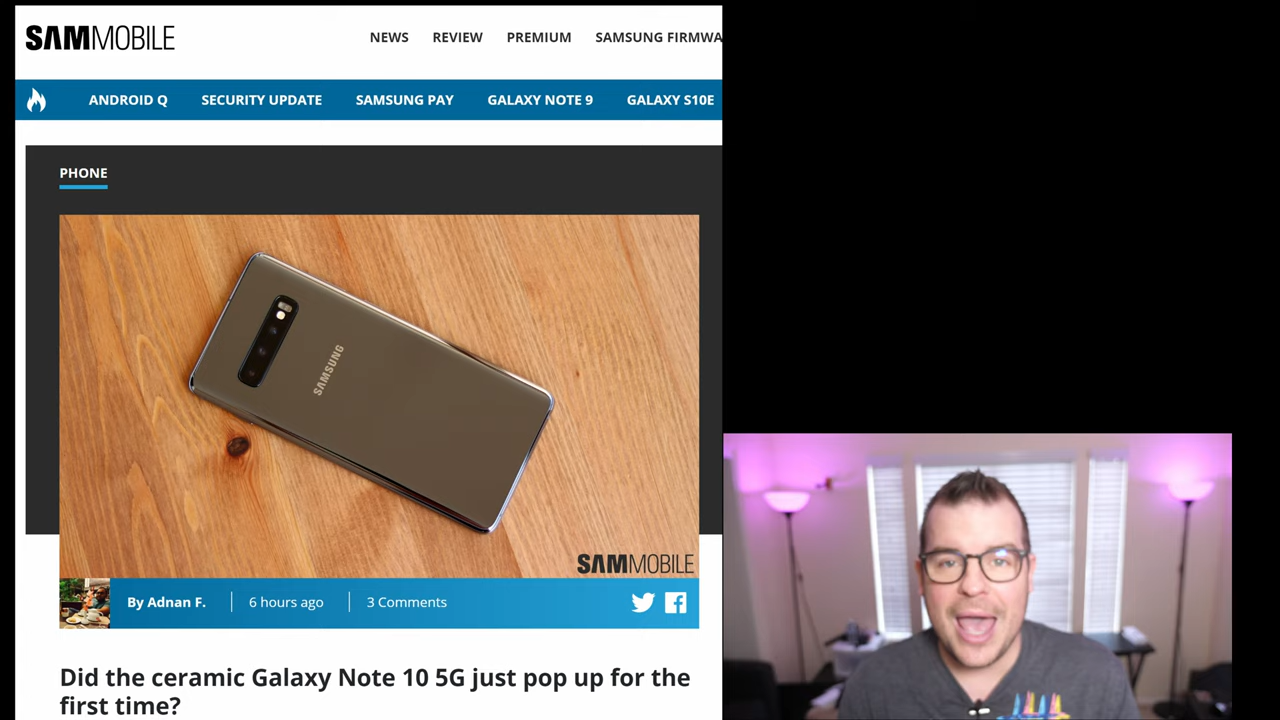 SAMMOBILE
NEWS REVIEW PREMIUM SAMSUNG FIRMWA
ANDROID Q SECURITY UPDATE SAMSUNG PAY GALAXY NOTE 9 GALAXY S10E
PHONE
SAMSUNG
SAMMOBILE
By Adnan F. 6 hours ago 3 Comments
Did the ceramic Galaxy Note 10 5G just pop up for the
first time?